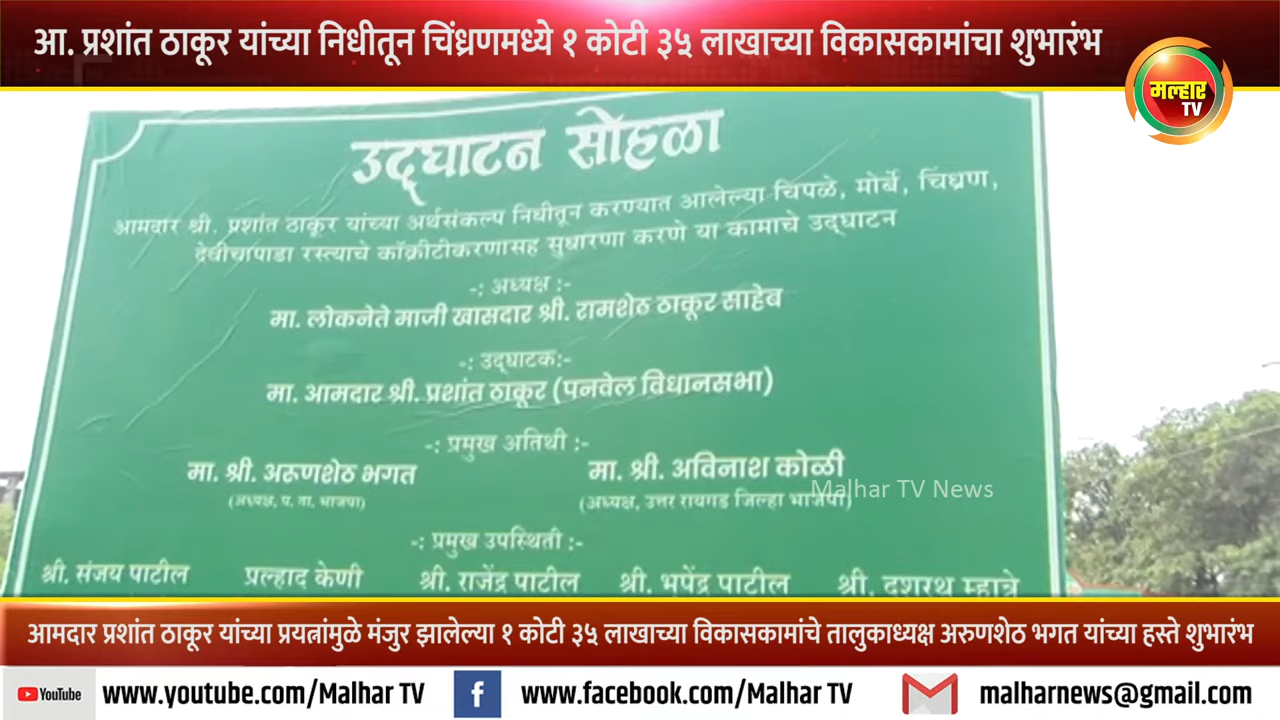 आ. प्रशांत ठाकूर यांच्या निधीतून चिंध्रणमध्ये १ कोटी ३५ लाखाच्या विकासकामांचा शुभारंभ
मल्हार
TV
उद्घाटन सोहळा
आमदार श्री. प्रशांत ठाकूर यांच्या अर्थसंकल्प निधीतून करण्यात आलेल्या चिपळे, मोर्बे, चिंध्रण,
देवीचापाडा रस्त्याचे काँक्रीटीकरणासह सुधारणा करणे या कामाचे उद्घाटन
-: अध्यक्ष :-
मा. लोकनेते माजी खासदार श्री. रामशेठ ठाकूर साहेब
-: उद्घाटक:-
मा. आमदार श्री. प्रशांत ठाकूर (पनवेल विधानसभा)
-: प्रमुख अतिथी :-
मा. श्री. अरूणशेठ भगत मा. श्री. अविनाश कोळी
(अध्यक्ष, प. ता. भाजपा) (अध्यक्ष, उत्तर रायगड जिल्हा भाजपा)
Malhar TV News
-: प्रमुख उपस्थिती :-
श्री. संजय पाटील प्रल्हाद केणी श्री. राजेंद्र पाटील श्री. भुपेंद्र पाटील श्री. दशरथ म्हात्रे
आमदार प्रशांत ठाकूर यांच्या प्रयत्नांमुळे मंजुर झालेल्या १ कोटी ३५ लाखाच्या विकासकामांचे तालुकाध्यक्ष अरुणशेठ भगत यांच्या हस्ते शुभारंभ
YouTube www.youtube.com/Malhar TV f www.facebook.com/Malhar TV malharnews@gmail.com